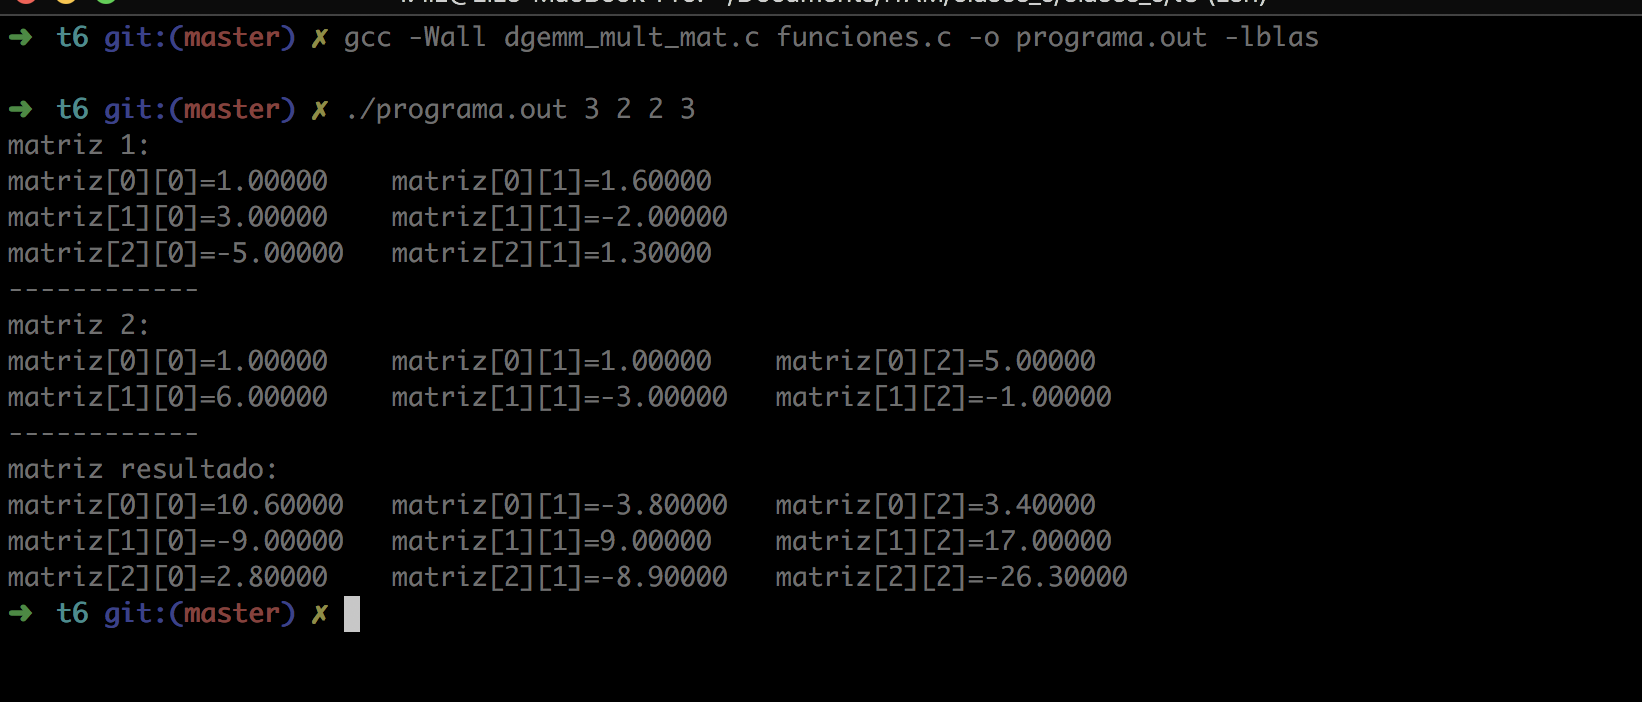 ➜ t6 git:(master) ✗ gcc -Wall dgemm_mult_mat.c funciones.c -o programa.out -lblas
➜ t6 git:(master) ✗ ./programa.out 3 2 2 3
matriz 1:
matriz[0][0]=1.00000 matriz[0][1]=1.60000
matriz[1][0]=3.00000 matriz[1][1]=-2.00000
matriz[2][0]=-5.00000 matriz[2][1]=1.30000
------------
matriz 2:
matriz[0][0]=1.00000 matriz[0][1]=1.00000 matriz[0][2]=5.00000
matriz[1][0]=6.00000 matriz[1][1]=-3.00000 matriz[1][2]=-1.00000
------------
matriz resultado:
matriz[0][0]=10.60000 matriz[0][1]=-3.80000 matriz[0][2]=3.40000
matriz[1][0]=-9.00000 matriz[1][1]=9.00000 matriz[1][2]=17.00000
matriz[2][0]=2.80000 matriz[2][1]=-8.90000 matriz[2][2]=-26.30000
➜ t6 git:(master) ✗